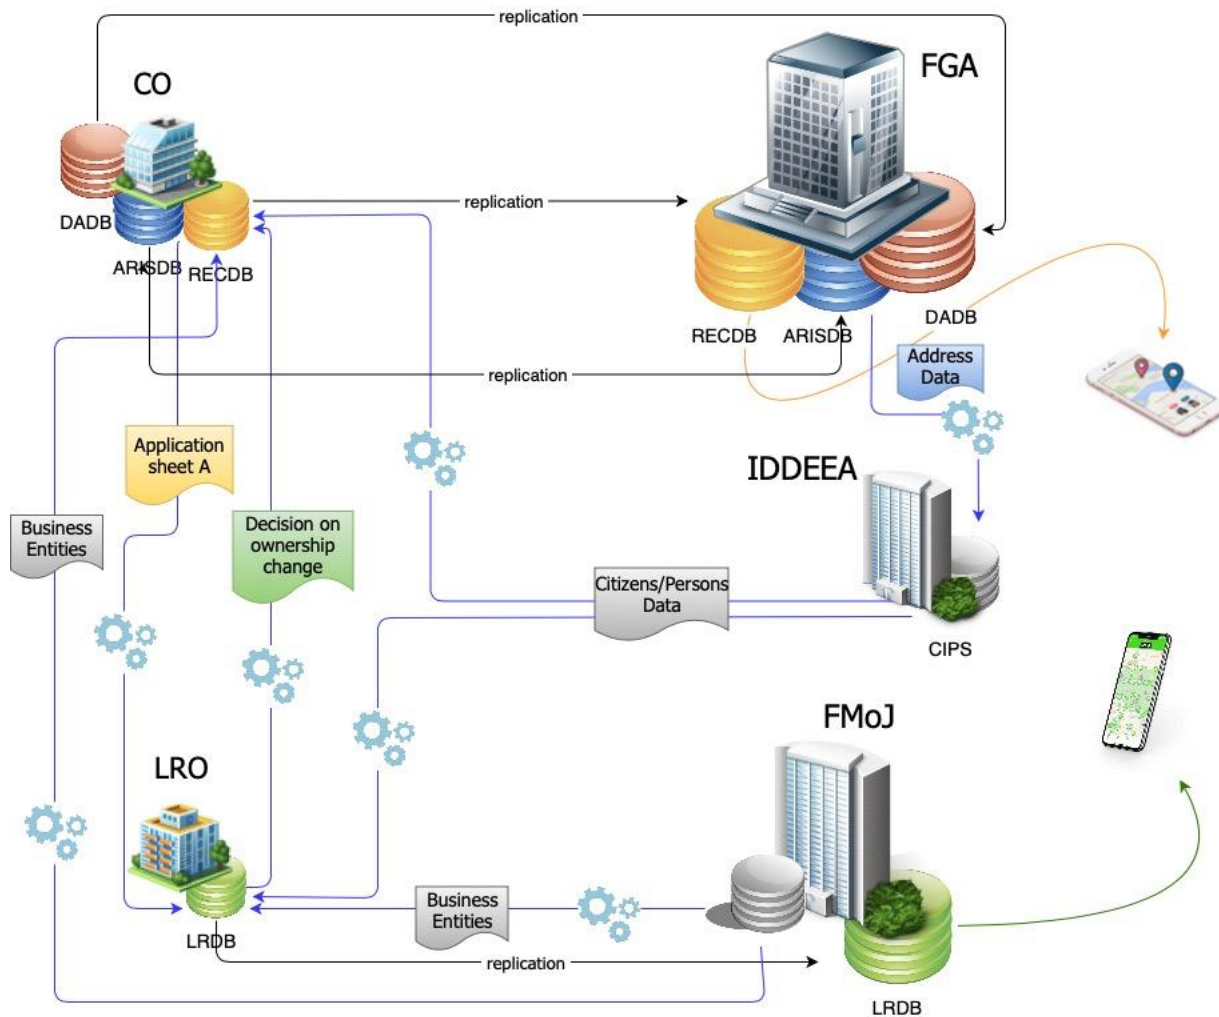 replication
CO
FGA
DADB
ARISDB
RECDB
replication
RECDB
ARISDB
DADB
replication
Address
Data
Application
sheet A
IDDEEA
Business
Entities
Decision on
ownership
change
Citizens/Persons
Data
CIPS
FMoJ
LRO
Business
Entities
LRDB
replication
LRDB